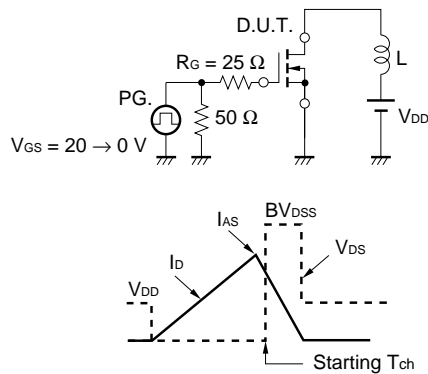 D.U.T.
RG = 25 Ω
L
PG.
50 Ω
VDD
VGS = 20 → 0 V
BVDSS
IAS
ID
VDS
VDD
Starting Tch